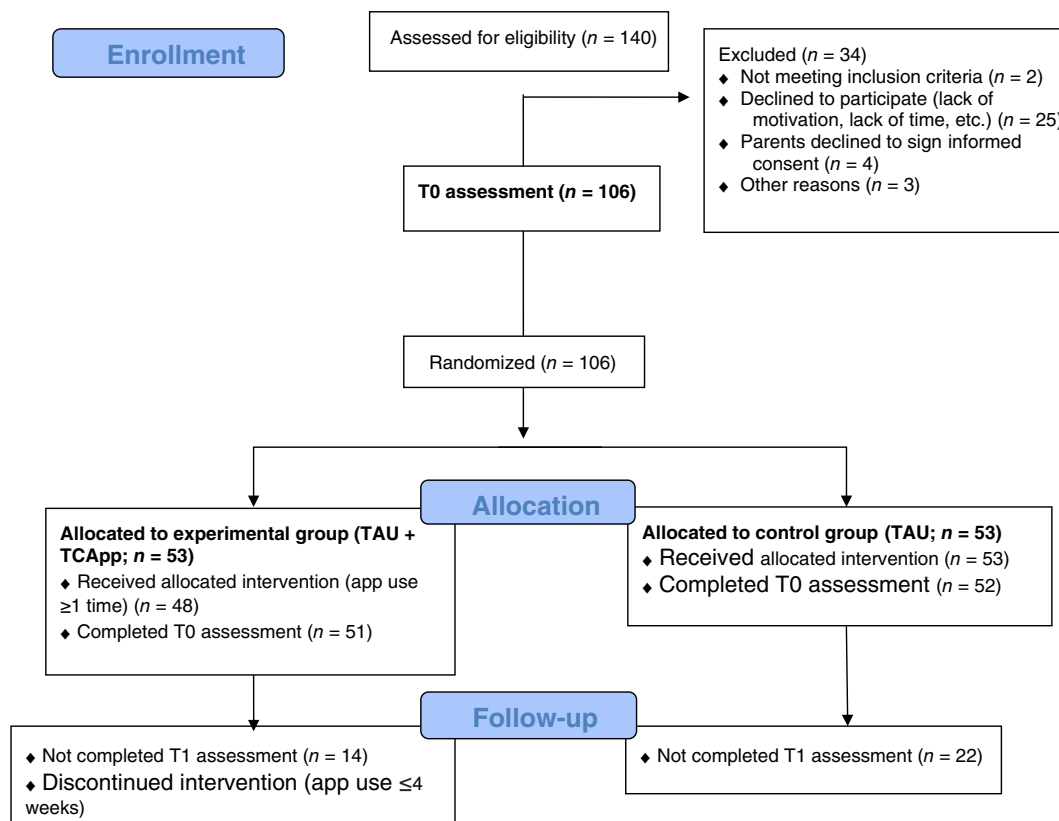 Enrollment
Assessed for eligibility (n = 140)
Excluded (n = 34)
♦ Not meeting inclusion criteria (n = 2)
♦ Declined to participate (lack of
motivation, lack of time, etc.) (n = 25)
♦ Parents declined to sign informed
consent (n = 4)
♦ Other reasons (n = 3)
T0 assessment (n = 106)
Randomized (n = 106)
Allocation
Allocated to experimental group (TAU +
TCApp; n = 53)
♦ Received allocated intervention (app use
≥1 time) (n = 48)
♦ Completed T0 assessment (n = 51)
Allocated to control group (TAU; n = 53)
♦ Received allocated intervention (n = 53)
♦ Completed T0 assessment (n = 52)
Follow-up
♦ Not completed T1 assessment (n = 14)
♦ Discontinued intervention (app use ≤4
weeks)
♦ Not completed T1 assessment (n = 22)